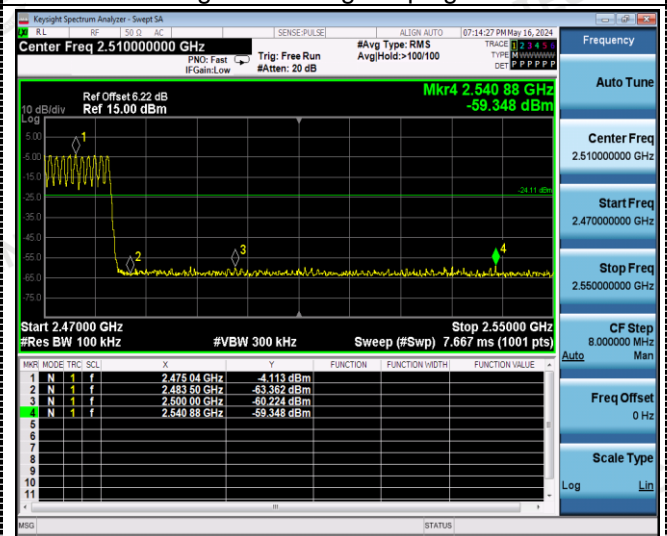 Keysight Spectrum Analyzer - Swept SA
RL RF 50 Ω AC SENSE:PULSE ALIGN AUTO 07:14:27 PM May 16, 2024
Center Freq 2.510000000 GHz
PNO: Fast
IFGain:Low
Trig: Free Run
#Atten: 20 dB
#Avg Type: RMS
Avg|Hold:>100/100
TRACE 1 2 3 4 5 6
TYPE M W W W W W
DET P P P P P P
Frequency
Ref Offset 6.22 dB
10 dB/div Ref 15.00 dBm
Log
Mkr4 2.540 88 GHz
-59.348 dBm
5.00
-5.00
-15.0
-25.0
-35.0
-45.0
-55.0
-65.0
-75.0
1
2
3
4
-24.11 dBm
Start 2.47000 GHz Stop 2.55000 GHz
#Res BW 100 kHz #VBW 300 kHz Sweep (#Swp) 7.667 ms (1001 pts)
MKR MODE TRC SCL X Y FUNCTION FUNCTION WIDTH FUNCTION VALUE
1 N 1 f 2.475 04 GHz -4.113 dBm
2 N 1 f 2.483 50 GHz -63.362 dBm
3 N 1 f 2.500 00 GHz -60.224 dBm
4 N 1 f 2.540 88 GHz -59.348 dBm
5
6
7
8
9
10
11
MSG STATUS
Auto Tune
Center Freq
2.510000000 GHz
Start Freq
2.470000000 GHz
Stop Freq
2.550000000 GHz
CF Step
8.000000 MHz
Auto Man
Freq Offset
0 Hz
Scale Type
Log Lin